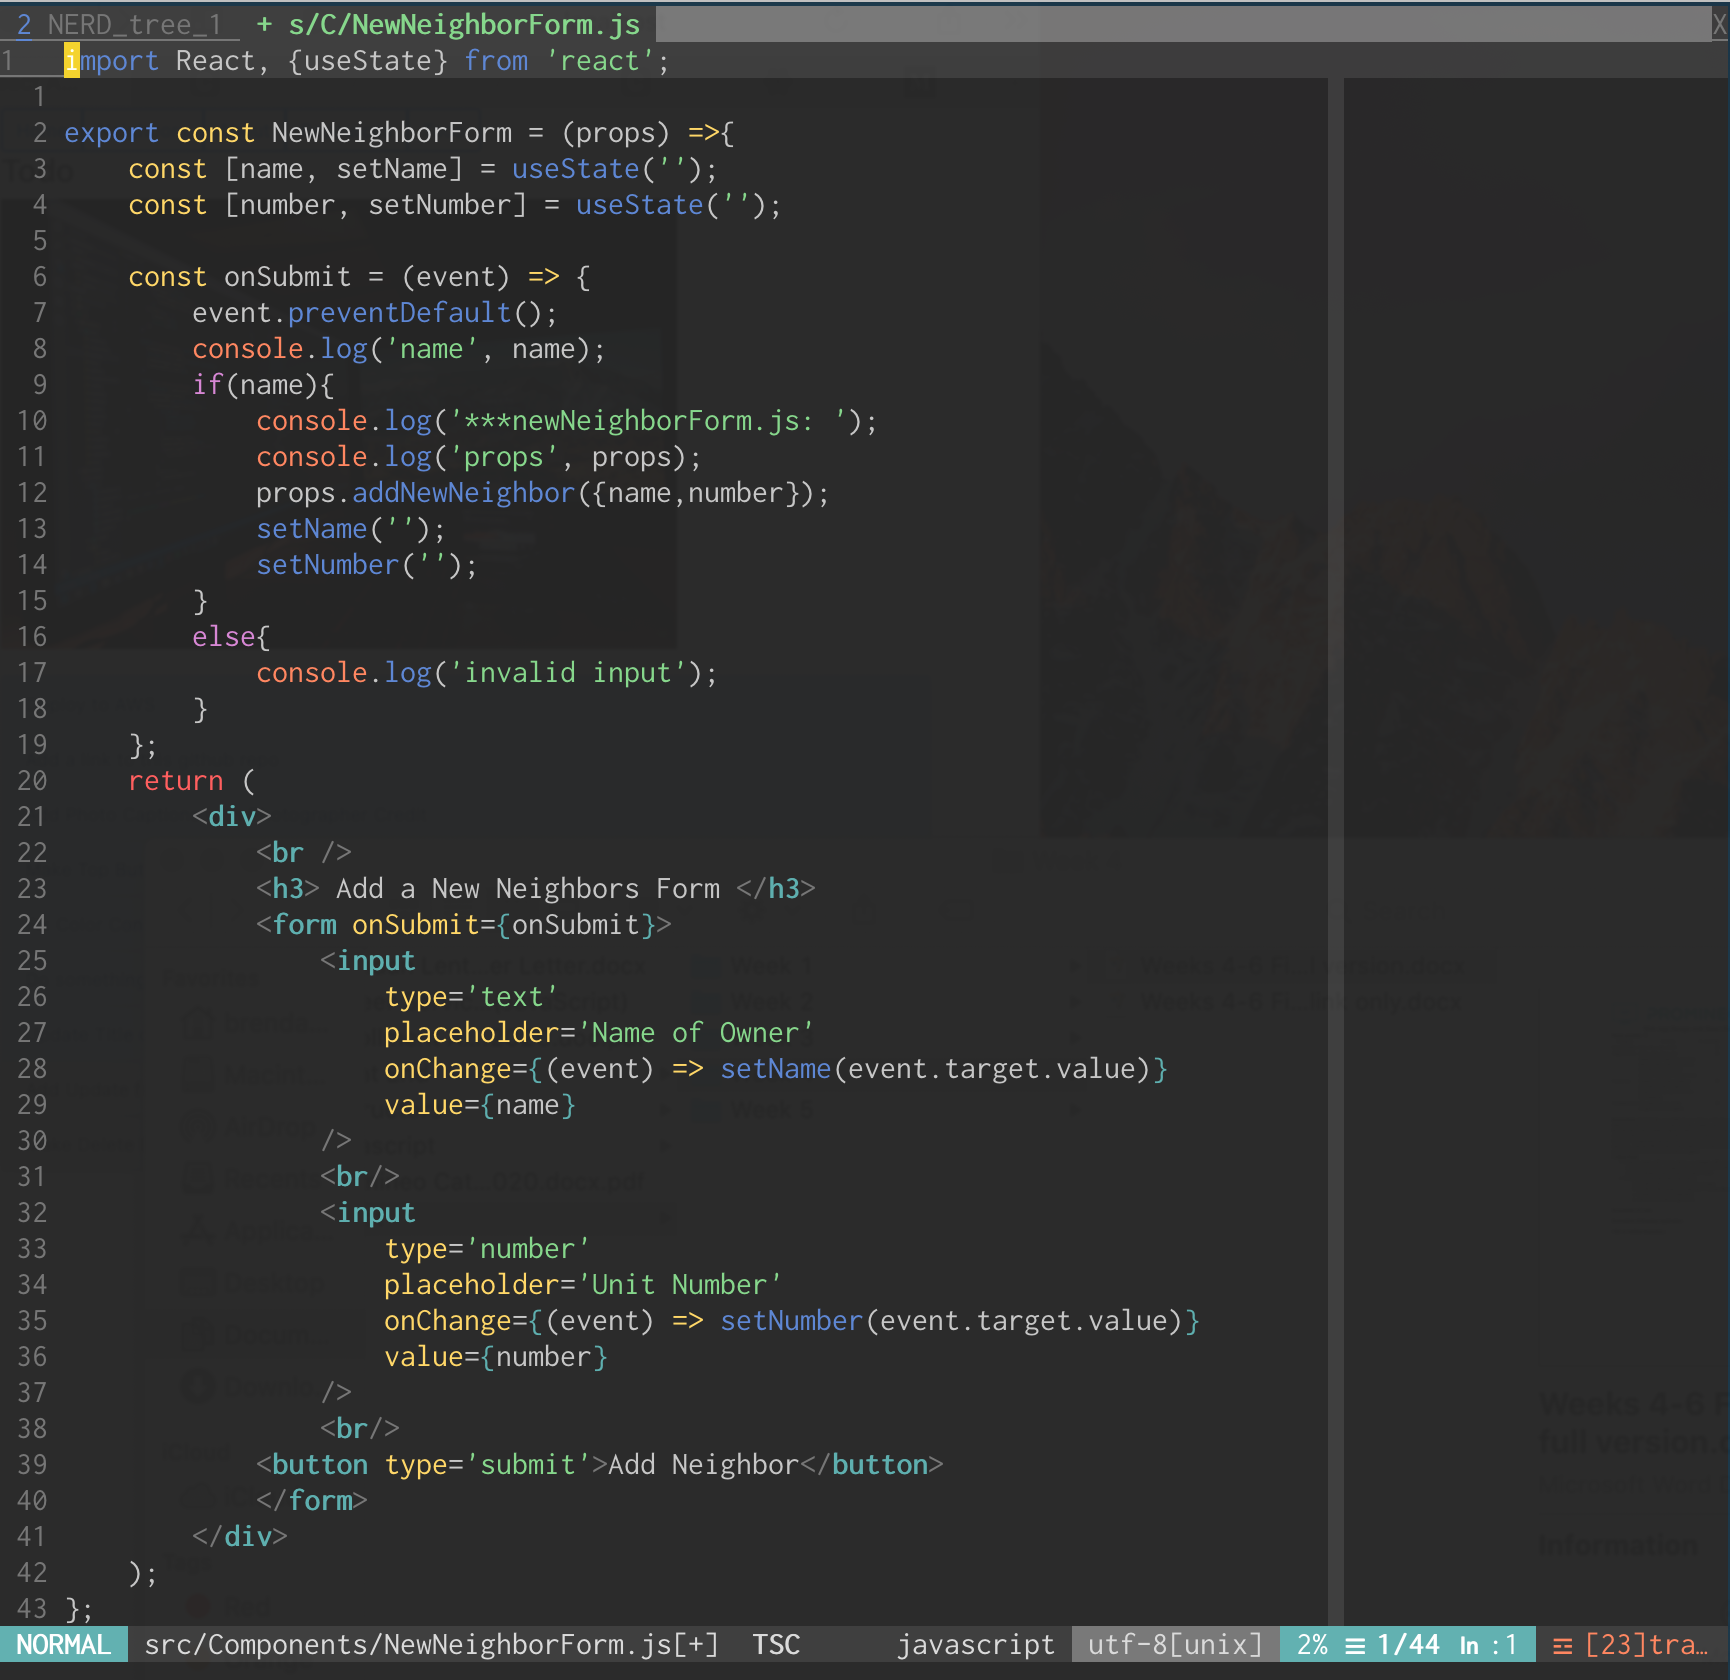 2 NERD_tree_1  + s/C/NewNeighborForm.js X
1   import React, {useState} from 'react';
  1
  2 export const NewNeighborForm = (props) =>{
  3     const [name, setName] = useState('');
  4     const [number, setNumber] = useState('');
  5
  6     const onSubmit = (event) => {
  7         event.preventDefault();
  8         console.log('name', name);
  9         if(name){
 10             console.log('***newNeighborForm.js: ');
 11             console.log('props', props);
 12             props.addNewNeighbor({name,number});
 13             setName('');
 14             setNumber('');
 15         }
 16         else{
 17             console.log('invalid input');
 18         }
 19     };
 20     return (
 21         <div>
 22             <br />
 23             <h3> Add a New Neighbors Form </h3>
 24             <form onSubmit={onSubmit}>
 25                 <input
 26                     type='text'
 27                     placeholder='Name of Owner'
 28                     onChange={(event) => setName(event.target.value)}
 29                     value={name}
 30                 />
 31                 <br/>
 32                 <input
 33                     type='number'
 34                     placeholder='Unit Number'
 35                     onChange={(event) => setNumber(event.target.value)}
 36                     value={number}
 37                 />
 38                 <br/>
 39             <button type='submit'>Add Neighbor</button>
 40             </form>
 41         </div>
 42     );
 43 };
NORMAL src/Components/NewNeighborForm.js[+]  TSC javascript utf-8[unix] 2% ≡ 1/44 ln :1 Ξ [23]tra…